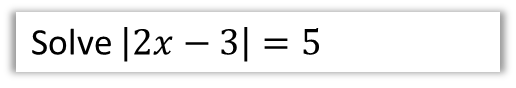 Solve |2𝑥 − 3| = 5